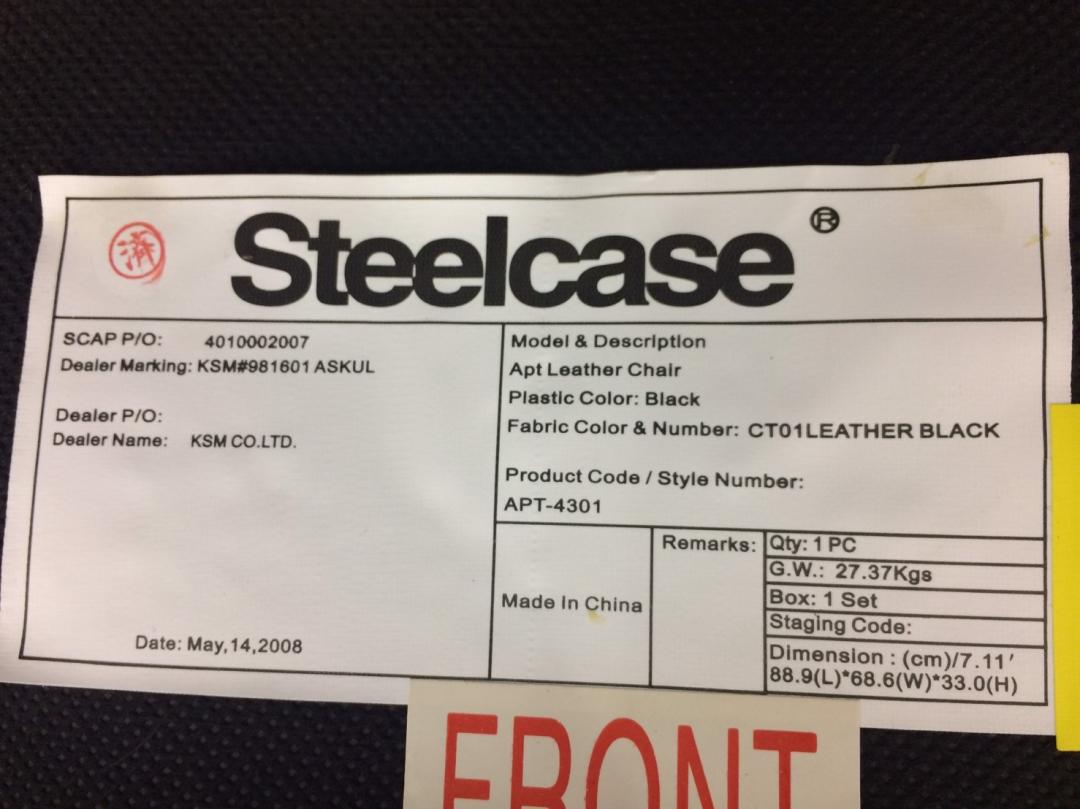 済
Steelcase®
SCAP P/O: 4010002007
Dealer Marking: KSM#981601 ASKUL
Dealer P/O:
Dealer Name: KSM CO.LTD.
Date: May,14,2008
Model & Description
Apt Leather Chair
Plastic Color: Black
Fabric Color & Number: CT01LEATHER BLACK
Product Code / Style Number:
APT-4301
Made In China
Remarks:
Qty: 1 PC
G.W.: 27.37Kgs
Box: 1 Set
Staging Code:
Dimension : (cm)/7.11'
88.9(L)*68.6(W)*33.0(H)
FRONT